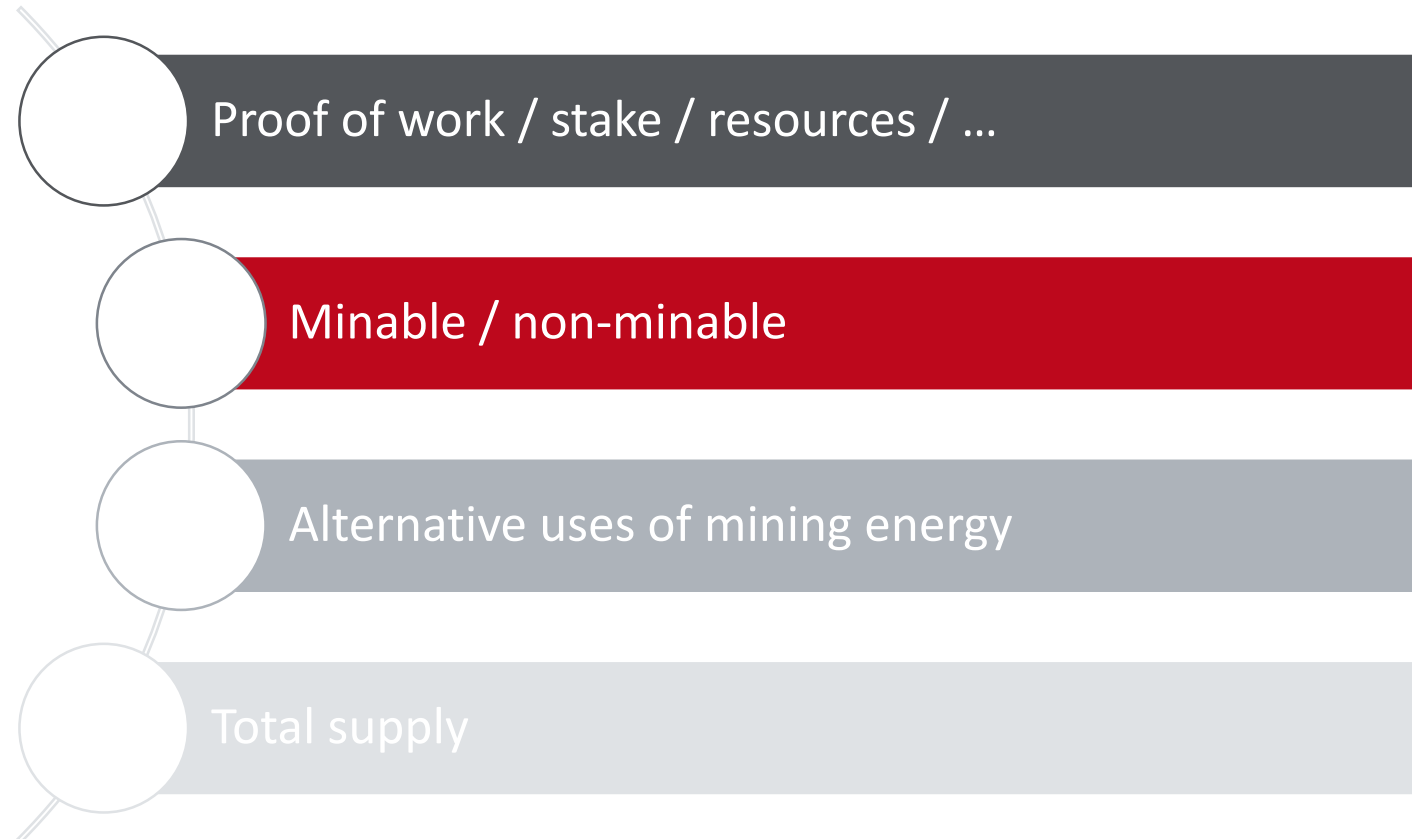 Proof of work / stake / resources / …
Minable / non-minable
Alternative uses of mining energy
Total supply